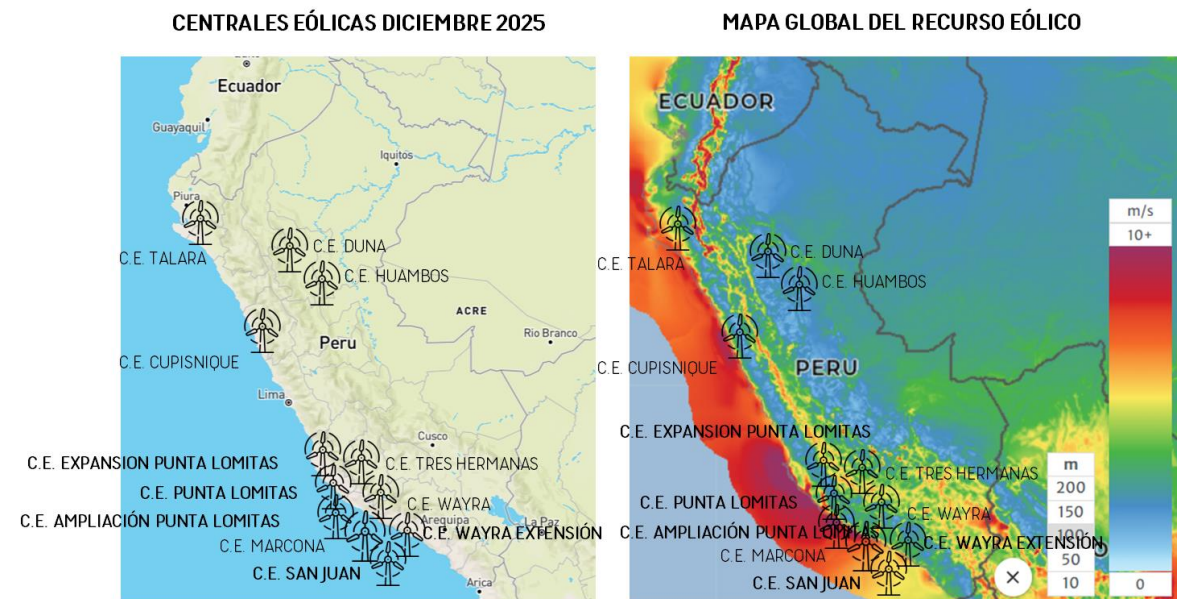 CENTRALES EÓLICAS DICIEMBRE 2025
Ecuador
Guayaquil
Iquitos
Piura
C.E. TALARA
C.E. DUNA
C.E. HUAMBOS
ACRE
Rio Branco
C.E. CUPISNIQUE
Peru
Lima
Cusco
C.E. EXPANSION PUNTA LOMITAS
C.E. TRES HERMANAS
C.E. PUNTA LOMITAS
C.E. WAYRA
C.E. AMPLIACIÓN PUNTA LOMITAS
Arequipa
La Paz
C.E. WAYRA EXTENSIÓN
C.E. MARCONA
C.E. SAN JUAN
Arica
MAPA GLOBAL DEL RECURSO EÓLICO
ECUADOR
C.E. TALARA
C.E. DUNA
C.E. HUAMBOS
C.E. CUPISNIQUE
PERU
C.E. EXPANSION PUNTA LOMITAS
C.E. TRES HERMANAS
C.E. PUNTA LOMITAS
C.E. WAYRA
C.E. AMPLIACIÓN PUNTA LOMITAS
C.E. WAYRA EXTENSIÓN
C.E. MARCONA
C.E. SAN JUAN
m/s
10+
0
m
200
150
100
50
10